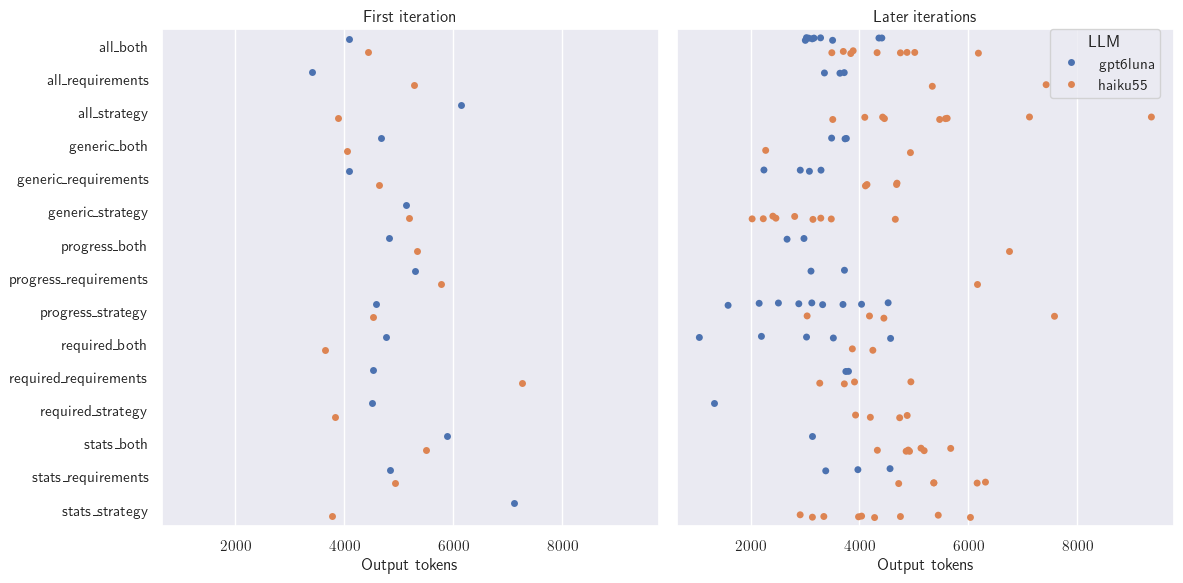 First iteration
Later iterations
LLM
gpt6luna
haiku55
all_both
all_requirements
all_strategy
generic_both
generic_requirements
generic_strategy
progress_both
progress_requirements
progress_strategy
required_both
required_requirements
required_strategy
stats_both
stats_requirements
stats_strategy
2000 4000 6000 8000
2000 4000 6000 8000
Output tokens
Output tokens